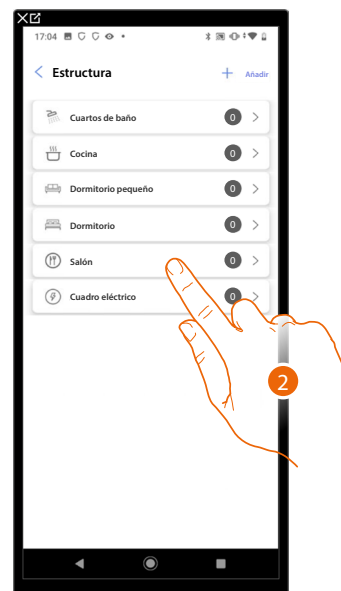 17:04
Estructura
+ Añadir
Cuartos de baño 0
Cocina 0
Dormitorio pequeño 0
Dormitorio 0
Salón 0
Cuadro eléctrico 0
2